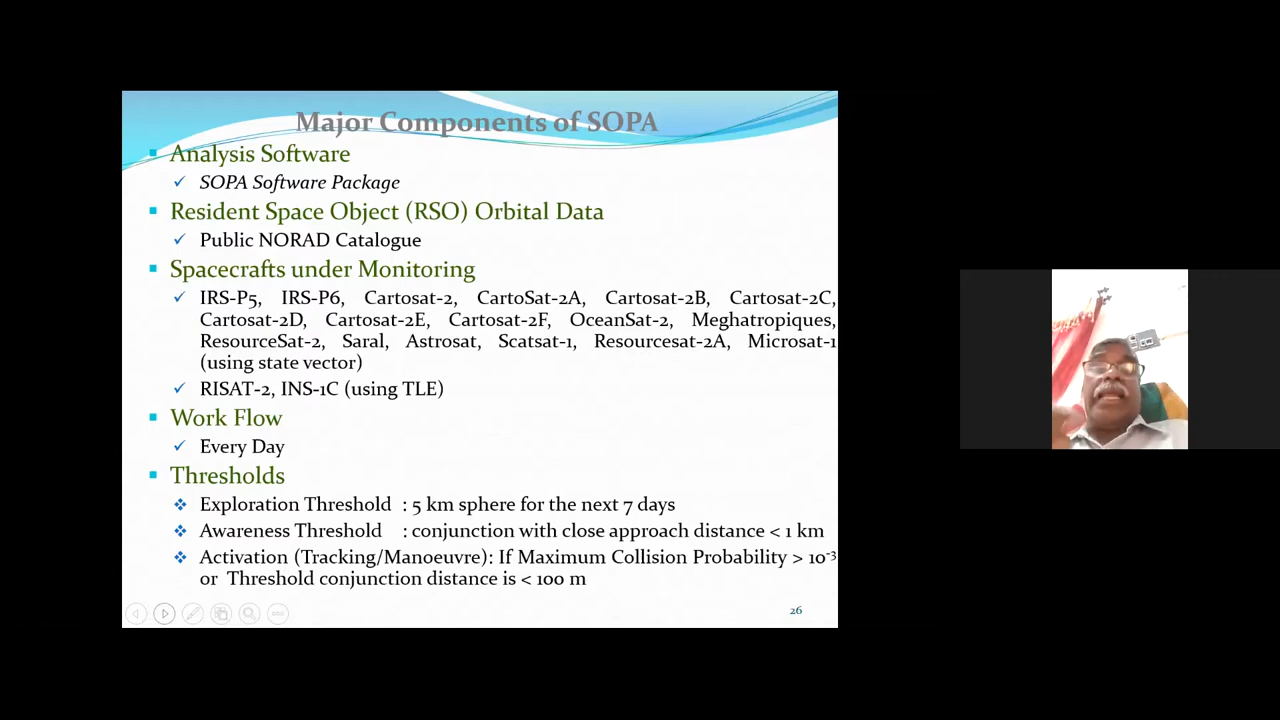 Major Components of SOPA
Analysis Software
SOPA Software Package
Resident Space Object (RSO) Orbital Data
Public NORAD Catalogue
Spacecrafts under Monitoring
IRS-P5, IRS-P6, Cartosat-2, CartoSat-2A, Cartosat-2B, Cartosat-2C,
Cartosat-2D, Cartosat-2E, Cartosat-2F, OceanSat-2, Meghatropiques,
ResourceSat-2, Saral, Astrosat, Scatsat-1, Resourcesat-2A, Microsat-1
(using state vector)
RISAT-2, INS-1C (using TLE)
Work Flow
Every Day
Thresholds
Exploration Threshold : 5 km sphere for the next 7 days
Awareness Threshold : conjunction with close approach distance < 1 km
Activation (Tracking/Manoeuvre): If Maximum Collision Probability > 10⁻³
or Threshold conjunction distance is < 100 m
26